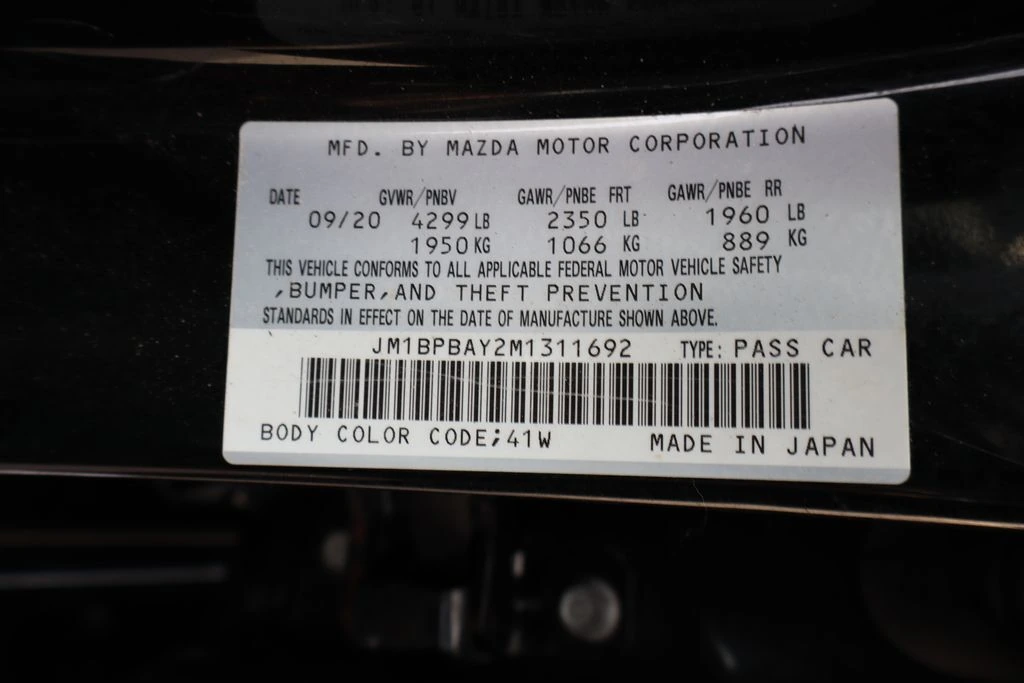 MFD. BY MAZDA MOTOR CORPORATION
DATE GVWR/PNBV GAWR/PNBE FRT GAWR/PNBE RR
09/20 4299 LB 2350 LB 1960 LB
1950 KG 1066 KG 889 KG
THIS VEHICLE CONFORMS TO ALL APPLICABLE FEDERAL MOTOR VEHICLE SAFETY
,BUMPER,AND THEFT PREVENTION
STANDARDS IN EFFECT ON THE DATE OF MANUFACTURE SHOWN ABOVE.
JM1BPBAY2M1311692 TYPE: PASS CAR
BODY COLOR CODE;41W MADE IN JAPAN